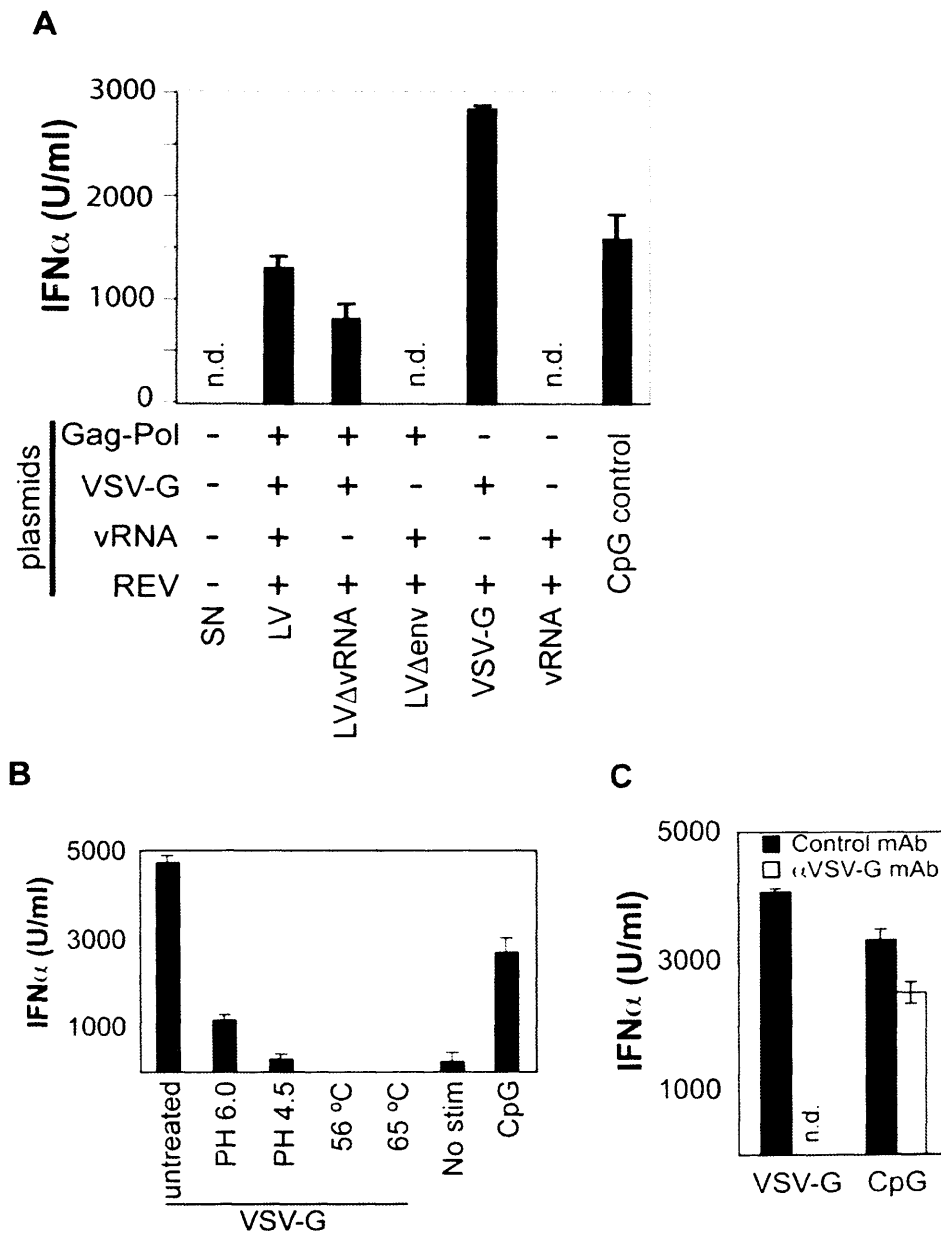 A
IFNα (U/ml)
3000
2000
1000
0
n.d.
n.d.
n.d.
plasmids
Gag-Pol - + + + - -
VSV-G - + + - + -
vRNA - + - + - +
REV - + + + + +
SN
LV
LVΔvRNA
LVΔenv
VSV-G
vRNA
CpG control
B
IFNα (U/ml)
5000
3000
1000
untreated
PH 6.0
PH 4.5
56 ºC
65 ºC
No stim
CpG
VSV-G
C
IFNα (U/ml)
5000
3000
1000
Control mAb
αVSV-G mAb
n.d.
VSV-G CpG